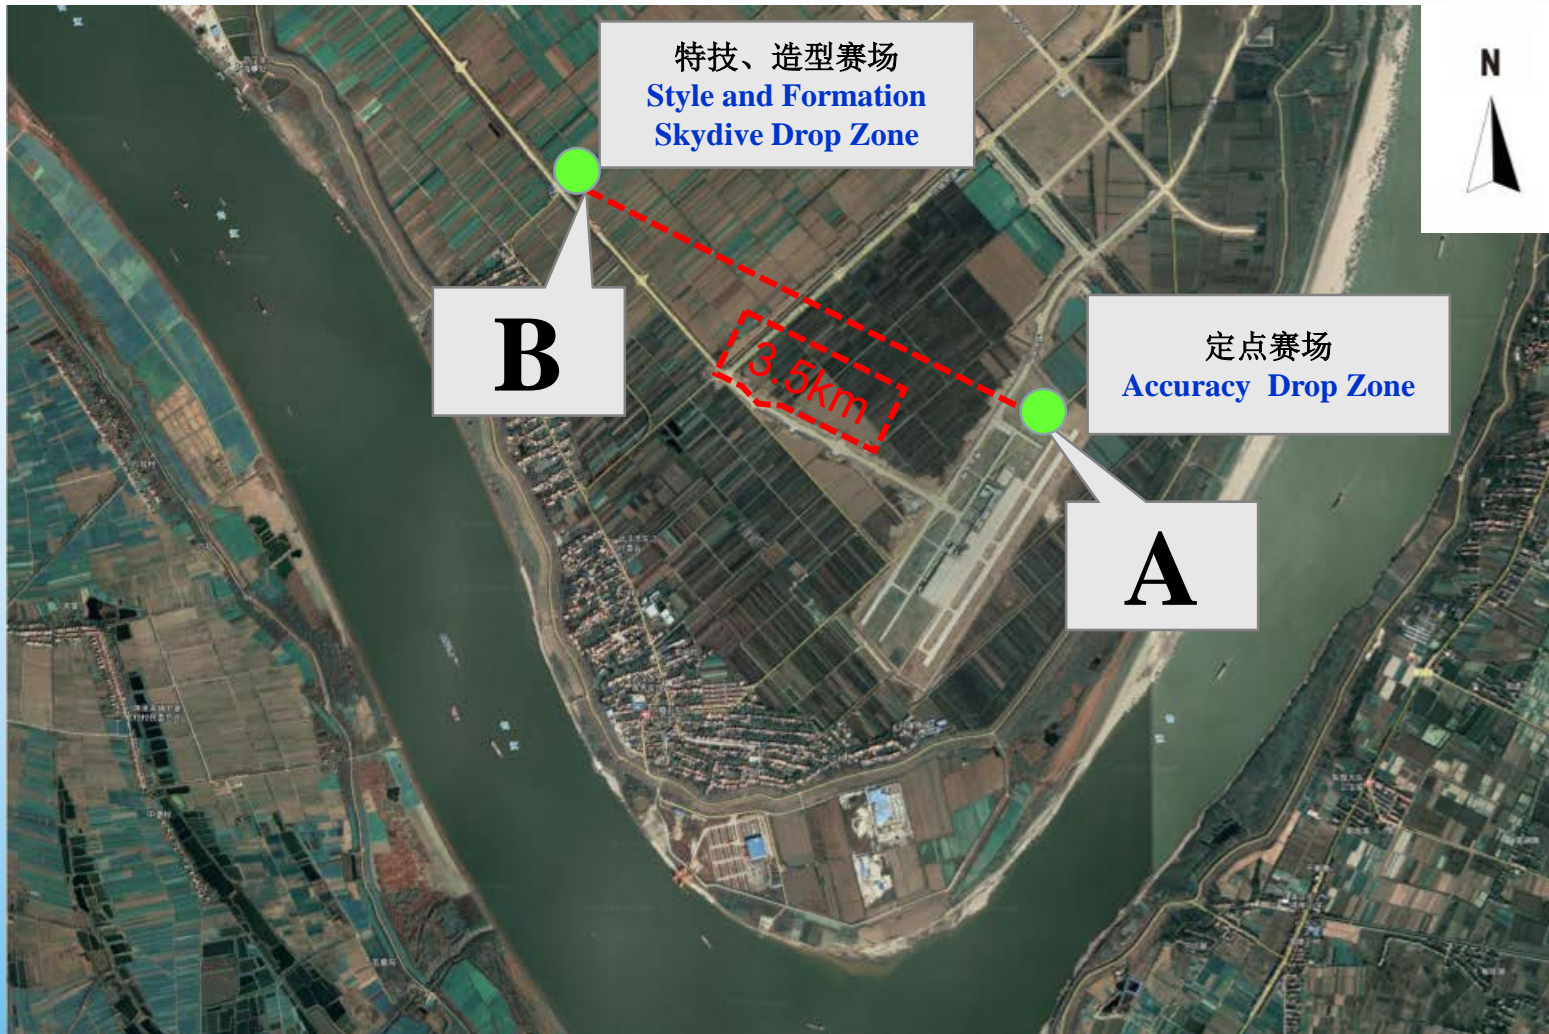 特技、造型赛场
Style and Formation
Skydive Drop Zone
N
B
3.5km
定点赛场
Accuracy Drop Zone
A